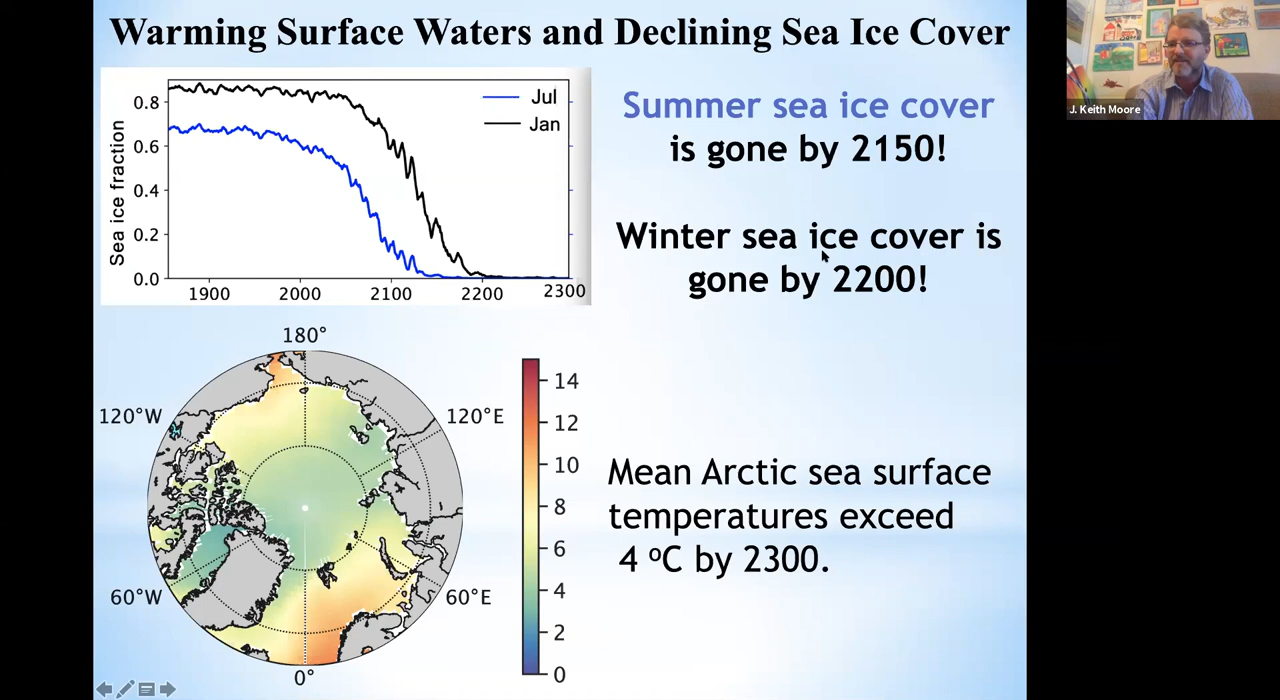 Warming Surface Waters and Declining Sea Ice Cover
J. Keith Moore
Sea ice fraction
0.8
0.6
0.4
0.2
0.0
Jul
Jan
1900
2000
2100
2200
2300
Summer sea ice cover
is gone by 2150!
Winter sea ice cover is
gone by 2200!
180°
120°W
120°E
60°W
60°E
0°
14
12
10
8
6
4
2
0
Mean Arctic sea surface
temperatures exceed
4 ºC by 2300.